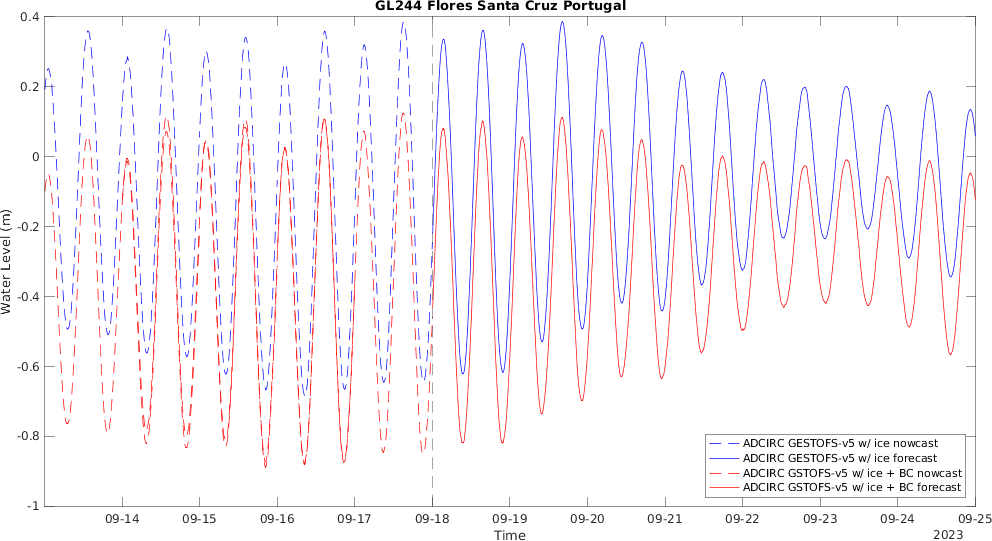 GL244 Flores Santa Cruz Portugal
Water Level (m)
0.4
0.2
0
-0.2
-0.4
-0.6
-0.8
-1
ADCIRC GESTOFS-v5 w/ ice nowcast
ADCIRC GESTOFS-v5 w/ ice forecast
ADCIRC GSTOFS-v5 w/ ice + BC nowcast
ADCIRC GSTOFS-v5 w/ ice + BC forecast
09-14 09-15 09-16 09-17 09-18 09-19 09-20 09-21 09-22 09-23 09-24 09-25
Time
2023